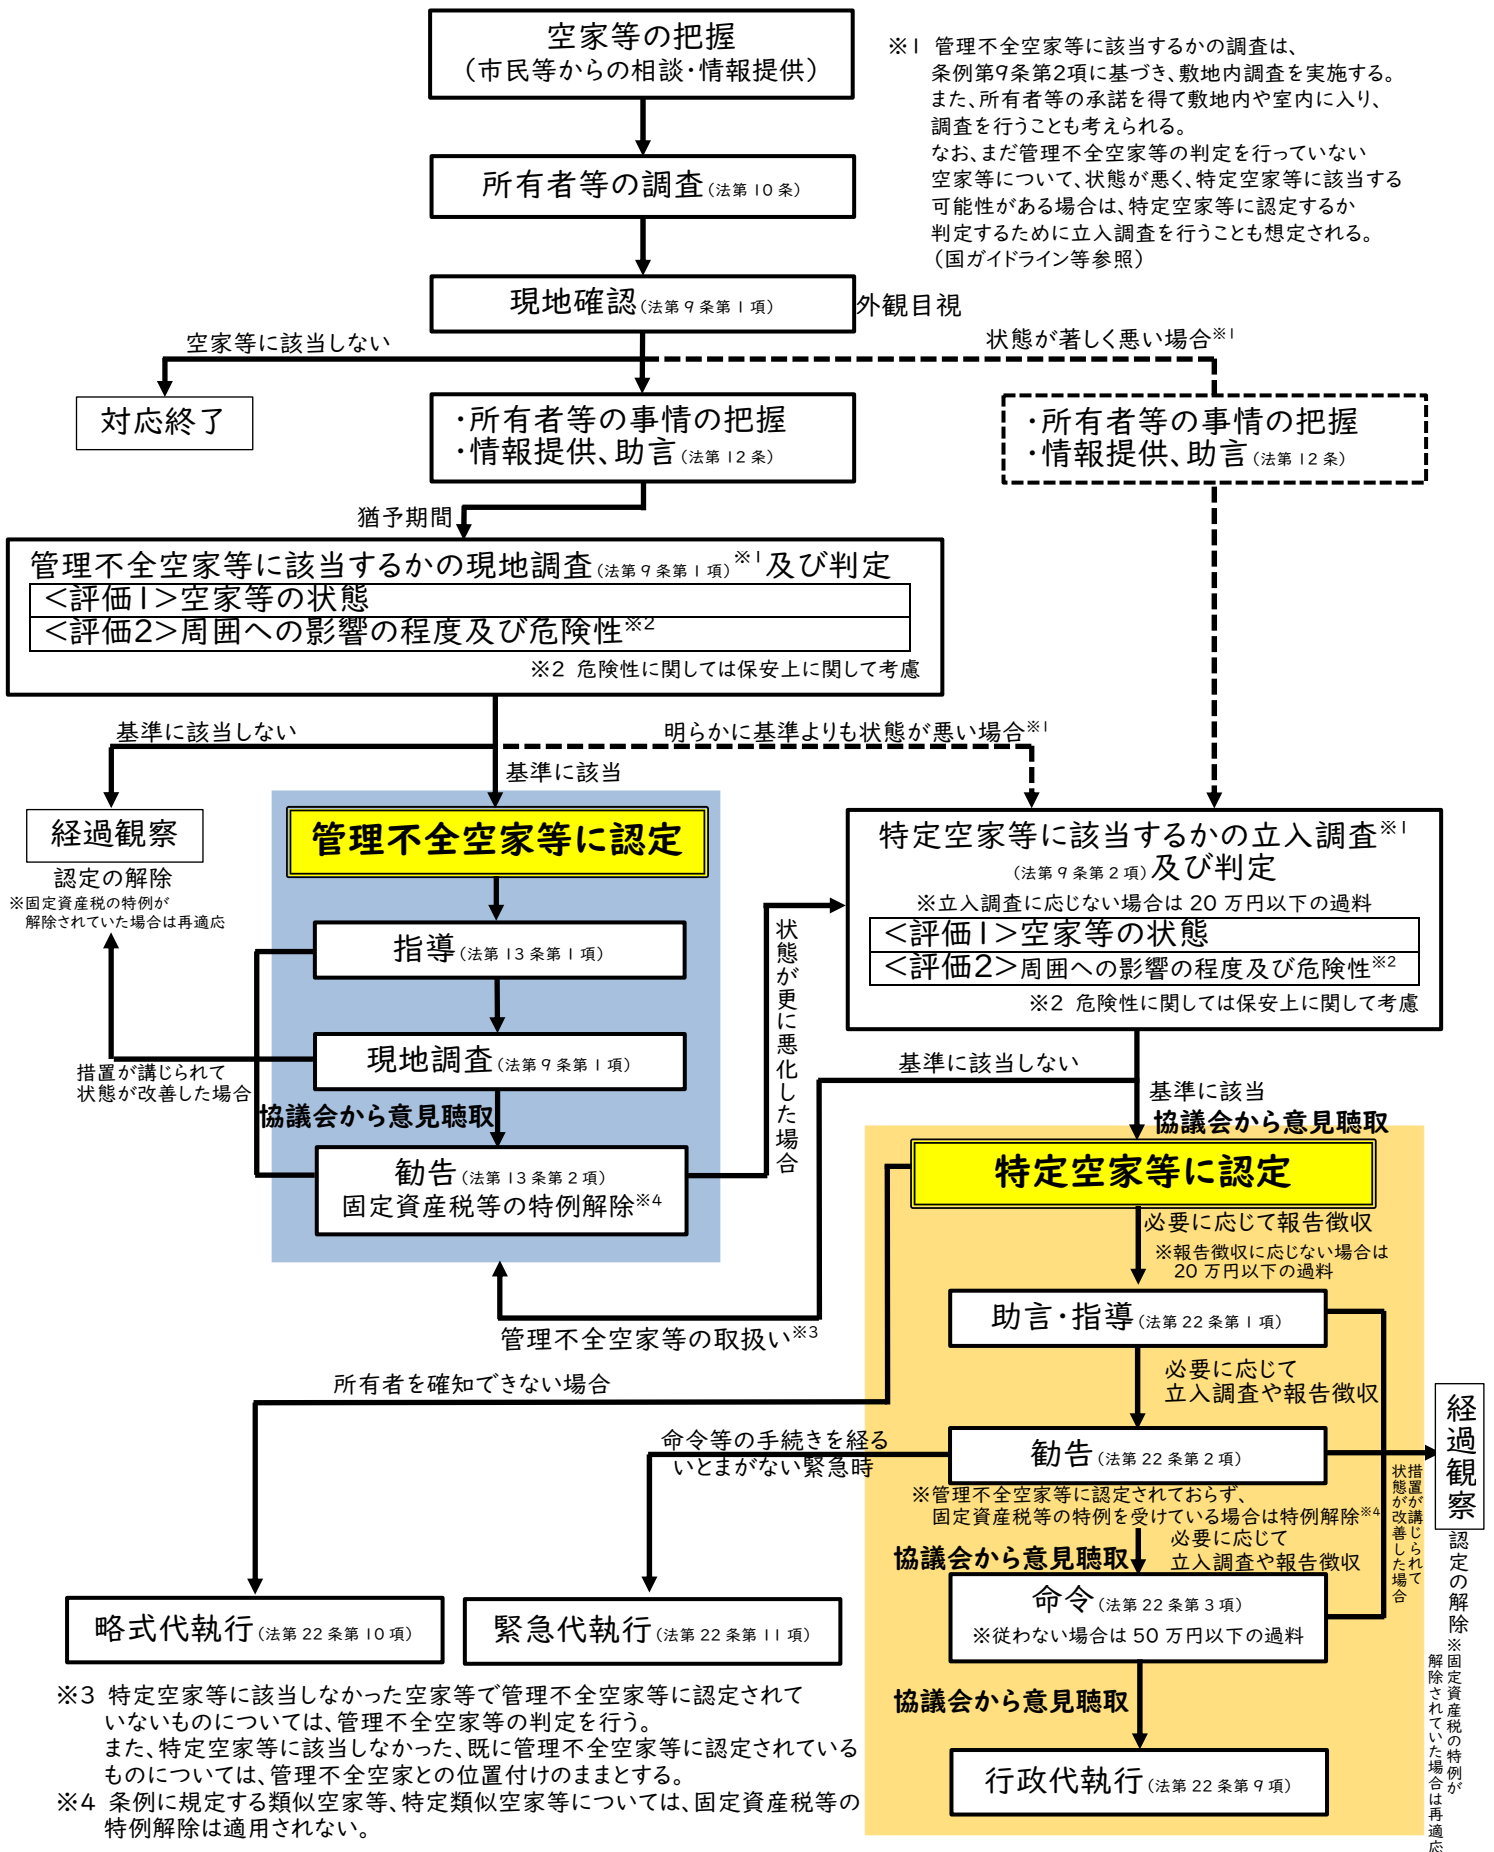 空家等の把握
（市民等からの相談・情報提供）
※1 管理不全空家等に該当するかの調査は、
条例第9条第2項に基づき、敷地内調査を実施する。
また、所有者等の承諾を得て敷地内や室内に入り、
調査を行うことも考えられる。
なお、まだ管理不全空家等の判定を行っていない
空家等について、状態が悪く、特定空家等に該当する
可能性がある場合は、特定空家等に認定するか
判定するために立入調査を行うことも想定される。
（国ガイドライン等参照）
所有者等の調査（法第10条）
現地確認（法第9条第1項）
外観目視
空家等に該当しない
状態が著しく悪い場合※1
対応終了
・所有者等の事情の把握
・情報提供、助言（法第12条）
・所有者等の事情の把握
・情報提供、助言（法第12条）
猶予期間
管理不全空家等に該当するかの現地調査（法第9条第1項）※1及び判定
＜評価1＞空家等の状態
＜評価2＞周囲への影響の程度及び危険性※2
※2 危険性に関しては保安上に関して考慮
基準に該当しない
明らかに基準よりも状態が悪い場合※1
基準に該当
経過観察
認定の解除
※固定資産税の特例が
解除されていた場合は再適応
管理不全空家等に認定
指導（法第13条第1項）
現地調査（法第9条第1項）
措置が講じられて
状態が改善した場合
協議会から意見聴取
勧告（法第13条第2項）
固定資産税等の特例解除※4
状態が更に悪化した場合
特定空家等に該当するかの立入調査※1
（法第9条第2項）及び判定
※立入調査に応じない場合は20万円以下の過料
＜評価1＞空家等の状態
＜評価2＞周囲への影響の程度及び危険性※2
※2 危険性に関しては保安上に関して考慮
基準に該当しない
基準に該当
協議会から意見聴取
特定空家等に認定
必要に応じて報告徴収
※報告徴収に応じない場合は
20万円以下の過料
管理不全空家等の取扱い※3
助言・指導（法第22条第1項）
必要に応じて
立入調査や報告徴収
所有者を確知できない場合
命令等の手続きを経る
いとまがない緊急時
勧告（法第22条第2項）
※管理不全空家等に認定されておらず、
固定資産税等の特例を受けている場合は特例解除※4
協議会から意見聴取
必要に応じて
立入調査や報告徴収
命令（法第22条第3項）
※従わない場合は50万円以下の過料
措置が講じられて
状態が改善した場合
経過観察
認定の解除
※固定資産税の特例が
解除されていた場合は再適応
略式代執行（法第22条第10項）
緊急代執行（法第22条第11項）
協議会から意見聴取
行政代執行（法第22条第9項）
※3 特定空家等に該当しなかった空家等で管理不全空家等に認定されて
いないものについては、管理不全空家等の判定を行う。
また、特定空家等に該当しなかった、既に管理不全空家等に認定されている
ものについては、管理不全空家との位置付けのままとする。
※4 条例に規定する類似空家等、特定類似空家等については、固定資産税等の
特例解除は適用されない。